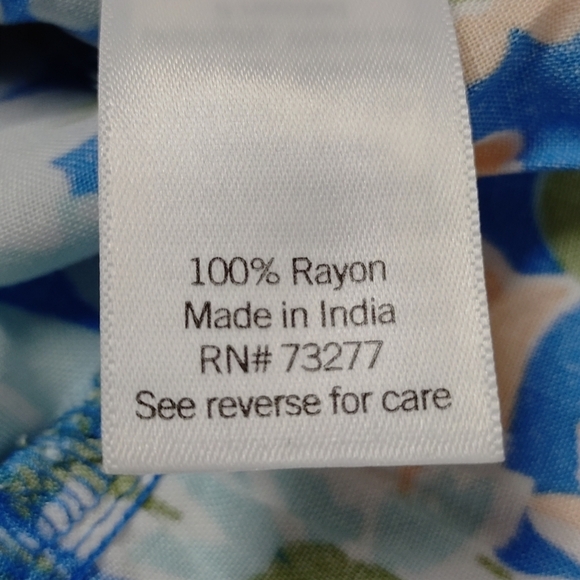 100% Rayon
Made in India
RN# 73277
See reverse for care